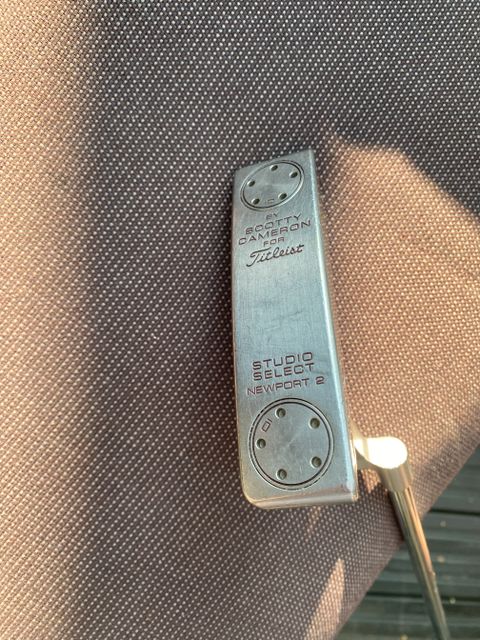 BY
SCOTTY
CAMERON
FOR
Titleist
STUDIO
SELECT
NEWPORT 2